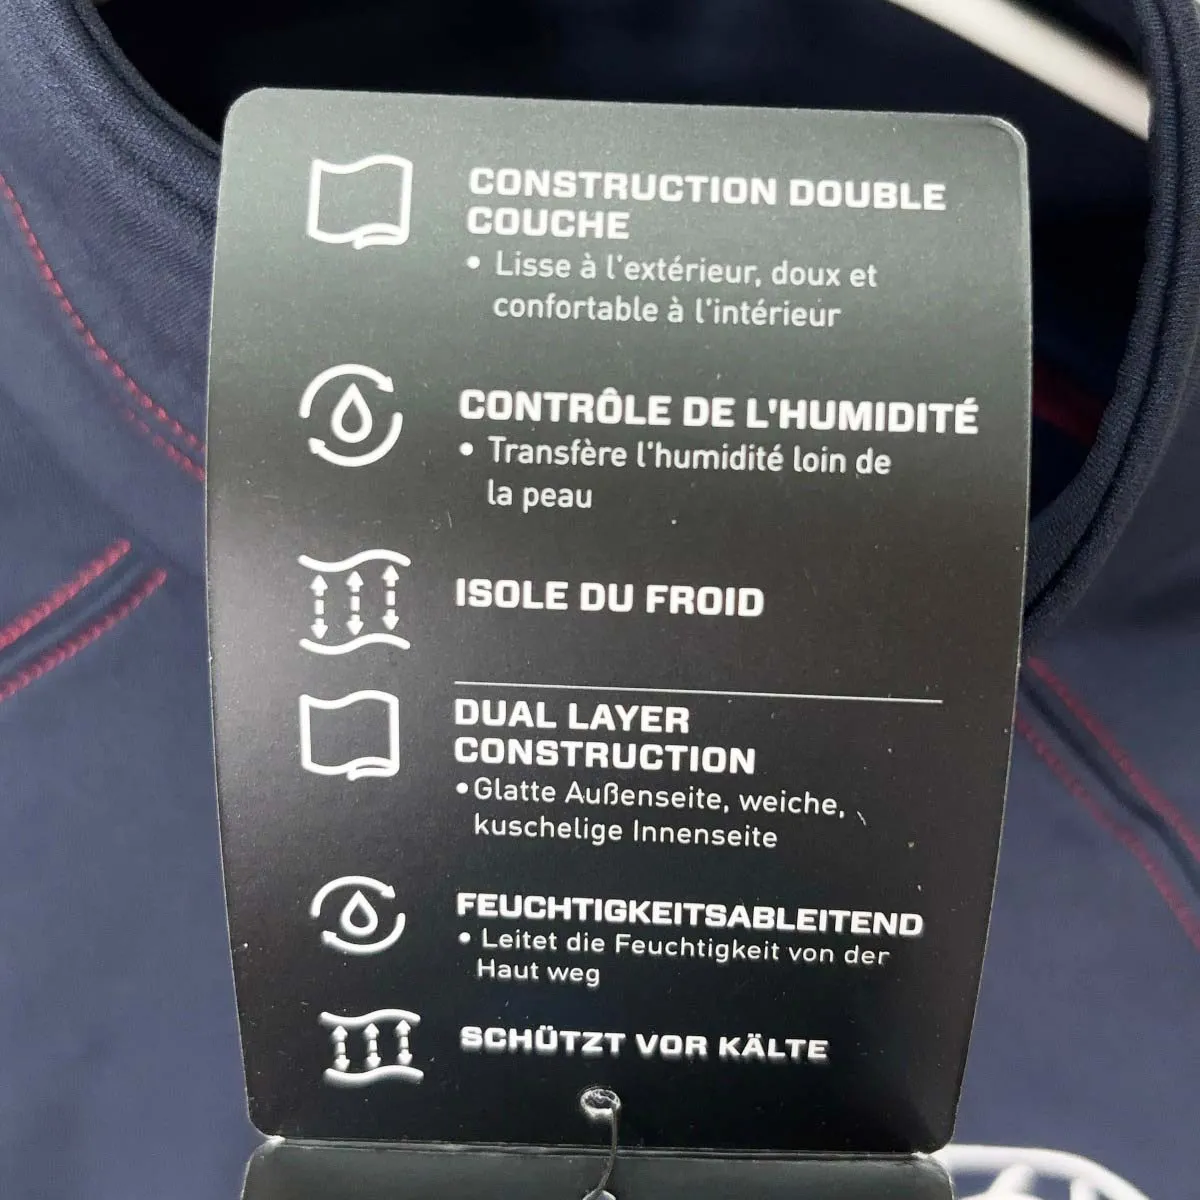 CONSTRUCTION DOUBLE
COUCHE
• Lisse à l'extérieur, doux et
confortable à l'intérieur
CONTRÔLE DE L'HUMIDITÉ
• Transfère l'humidité loin de
la peau
ISOLE DU FROID
DUAL LAYER
CONSTRUCTION
• Glatte Außenseite, weiche,
kuschelige Innenseite
FEUCHTIGKEITSABLEITEND
• Leitet die Feuchtigkeit von der
Haut weg
SCHÜTZT VOR KÄLTE